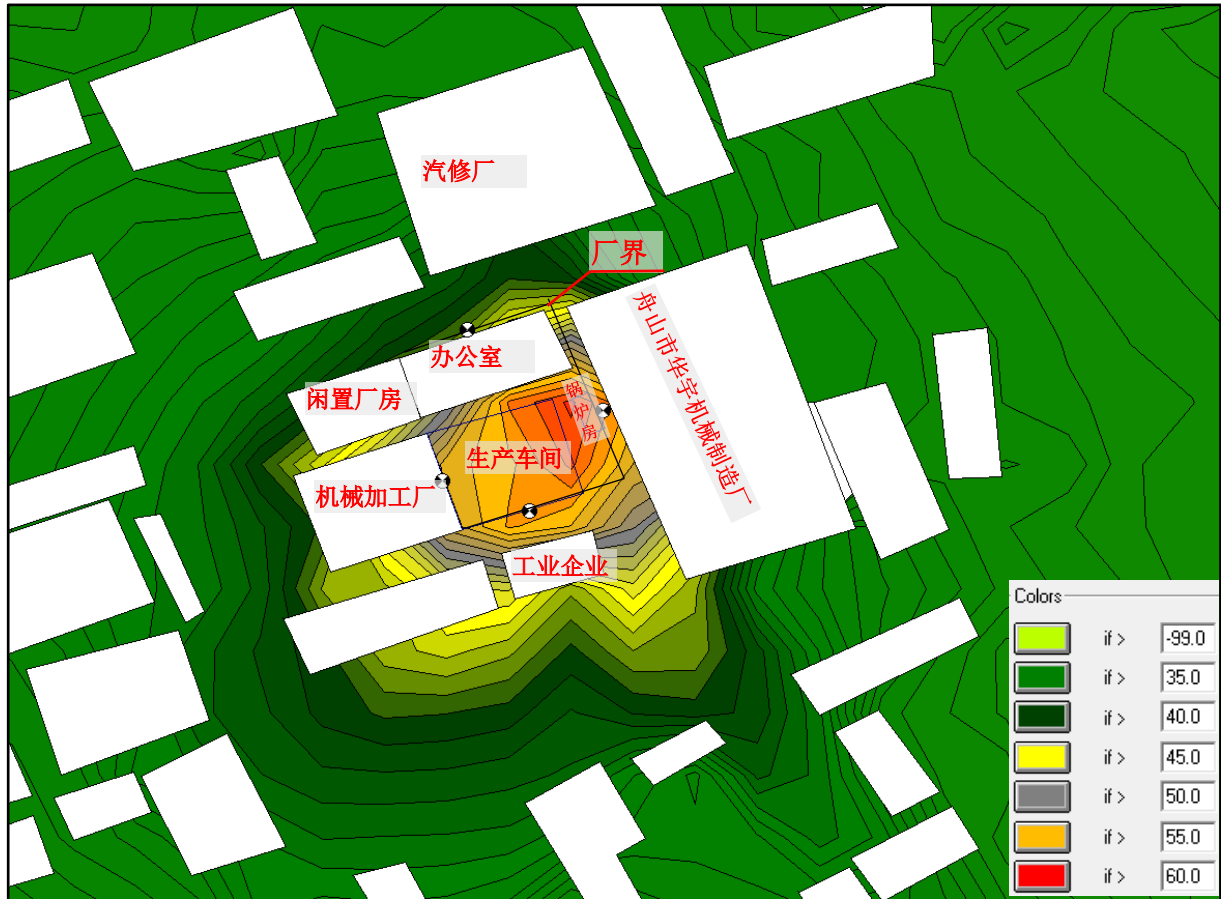 汽修厂
厂界
舟山市华宇机械制造厂
办公室
锅炉房
闲置厂房
生产车间
机械加工厂
工业企业
Colors
if > -99.0
if > 35.0
if > 40.0
if > 45.0
if > 50.0
if > 55.0
if > 60.0